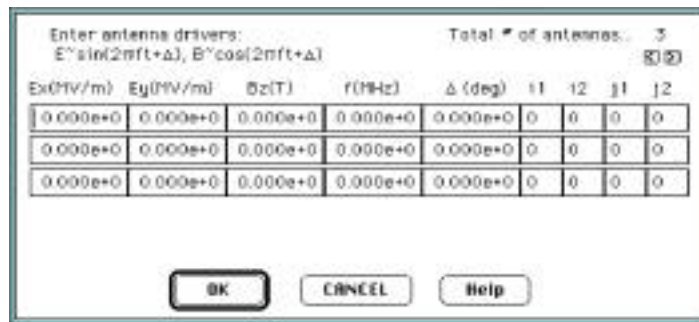 Enter antenna drivers: Total # of antennas.. 3
E~sin(2πft+Δ), B~cos(2πft+Δ)
Ex(MV/m) Ey(MV/m) Bz(T) f(MHz) Δ (deg) i1 i2 j1 j2
0.000e+0 0.000e+0 0.000e+0 0.000e+0 0.000e+0 0 0 0 0
0.000e+0 0.000e+0 0.000e+0 0.000e+0 0.000e+0 0 0 0 0
0.000e+0 0.000e+0 0.000e+0 0.000e+0 0.000e+0 0 0 0 0
OK CANCEL Help